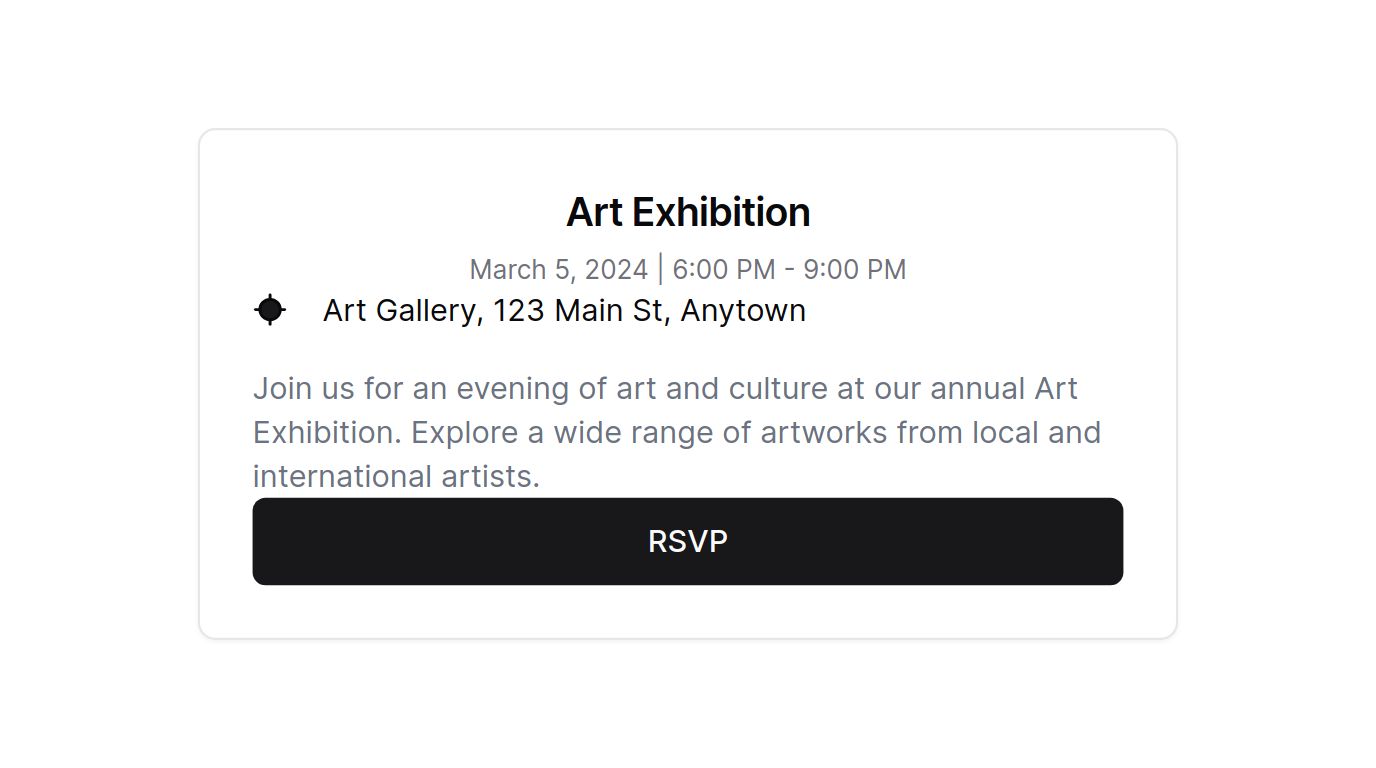 Art Exhibition
March 5, 2024 | 6:00 PM - 9:00 PM
Art Gallery, 123 Main St, Anytown
Join us for an evening of art and culture at our annual Art
Exhibition. Explore a wide range of artworks from local and
international artists.
RSVP